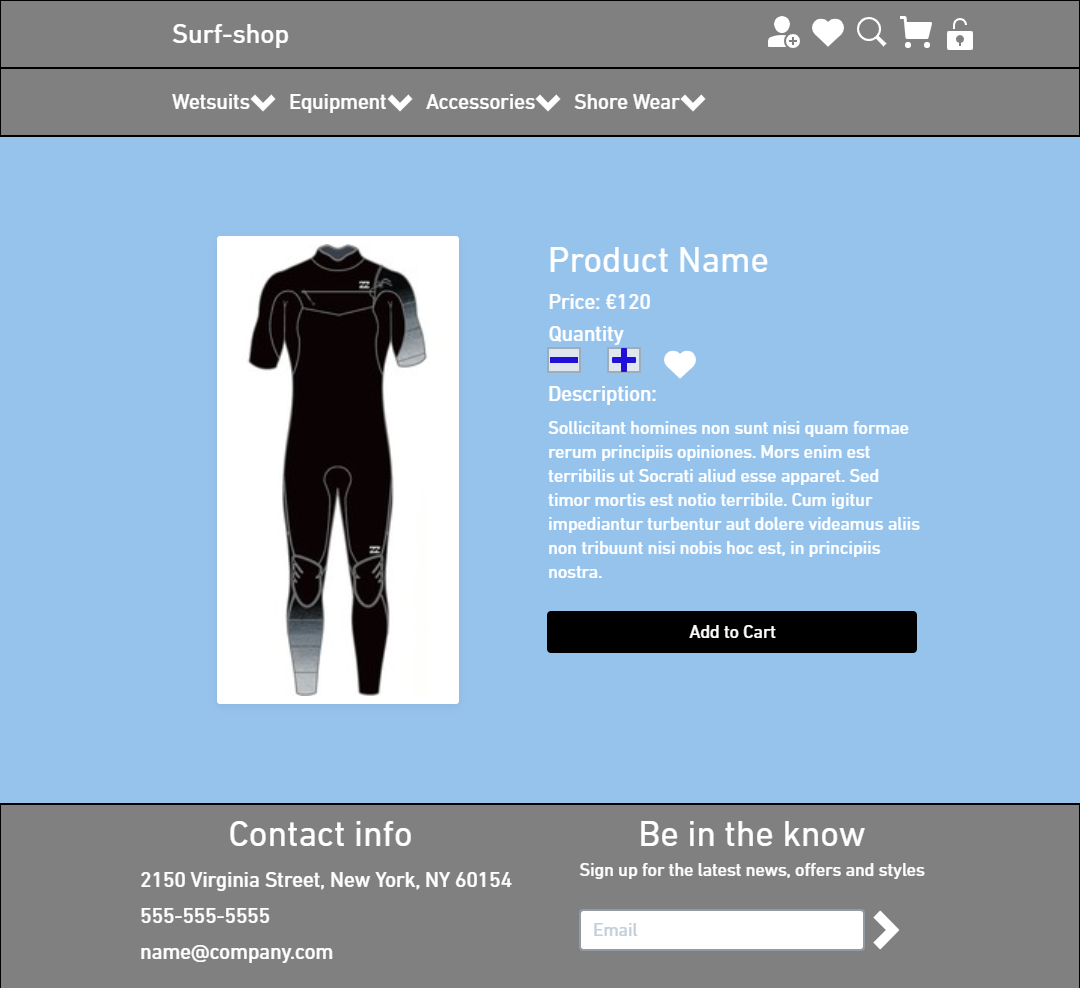 Surf-shop
Wetsuits Equipment Accessories Shore Wear
Product Name
Price: €120
Quantity
Description:
Sollicitant homines non sunt nisi quam formae
rerum principiis opiniones. Mors enim est
terribilis ut Socrati aliud esse apparet. Sed
timor mortis est notio terribile. Cum igitur
impediantur turbentur aut dolere videamus aliis
non tribuunt nisi nobis hoc est, in principiis
nostra.
Add to Cart
Contact info
2150 Virginia Street, New York, NY 60154
555-555-5555
name@company.com
Be in the know
Sign up for the latest news, offers and styles
Email